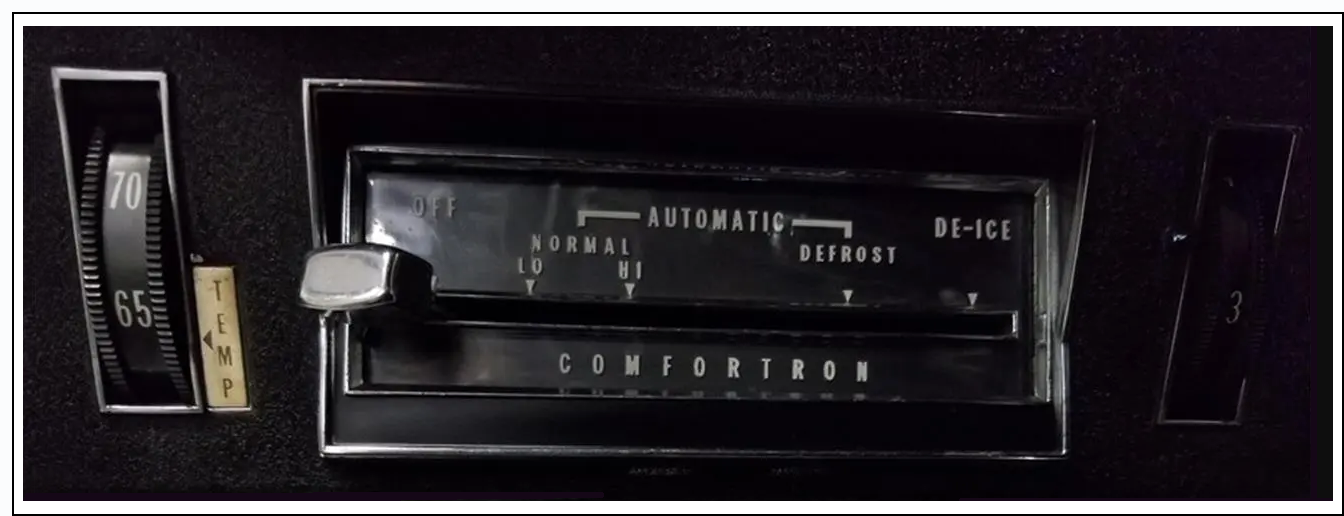 70
65
TEMP
OFF
AUTOMATIC
DE-ICE
NORMAL
DEFROST
LO HI
COMFORTRON
3